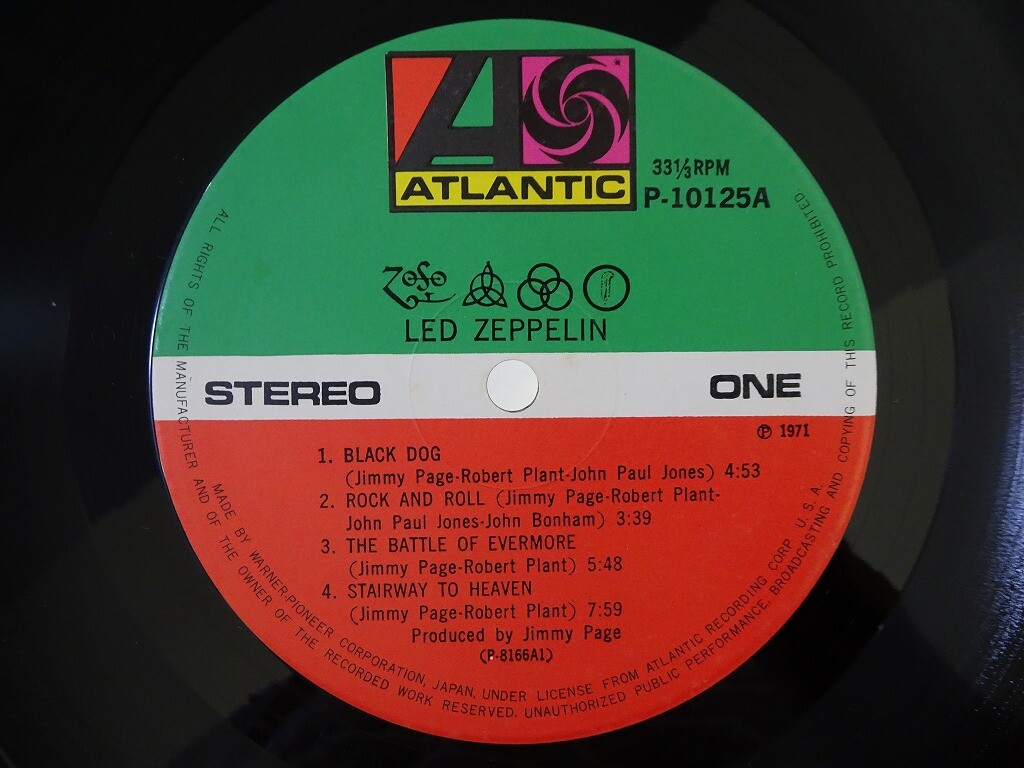 ATLANTIC
33⅓ RPM
P-10125A
LED ZEPPELIN
STEREO
ONE
Ⓟ 1971
1. BLACK DOG
(Jimmy Page-Robert Plant-John Paul Jones) 4:53
2. ROCK AND ROLL (Jimmy Page-Robert Plant-
John Paul Jones-John Bonham) 3:39
3. THE BATTLE OF EVERMORE
(Jimmy Page-Robert Plant) 5:48
4. STAIRWAY TO HEAVEN
(Jimmy Page-Robert Plant) 7:59
Produced by Jimmy Page
(P-8166A1)
MADE BY WARNER-PIONEER CORPORATION, JAPAN, UNDER LICENSE FROM ATLANTIC RECORDING CORP. U.S.A.
ALL RIGHTS OF THE MANUFACTURER AND OF THE OWNER OF THE RECORDED WORK RESERVED. UNAUTHORIZED PUBLIC PERFORMANCE, BROADCASTING AND COPYING OF THIS RECORD PROHIBITED.